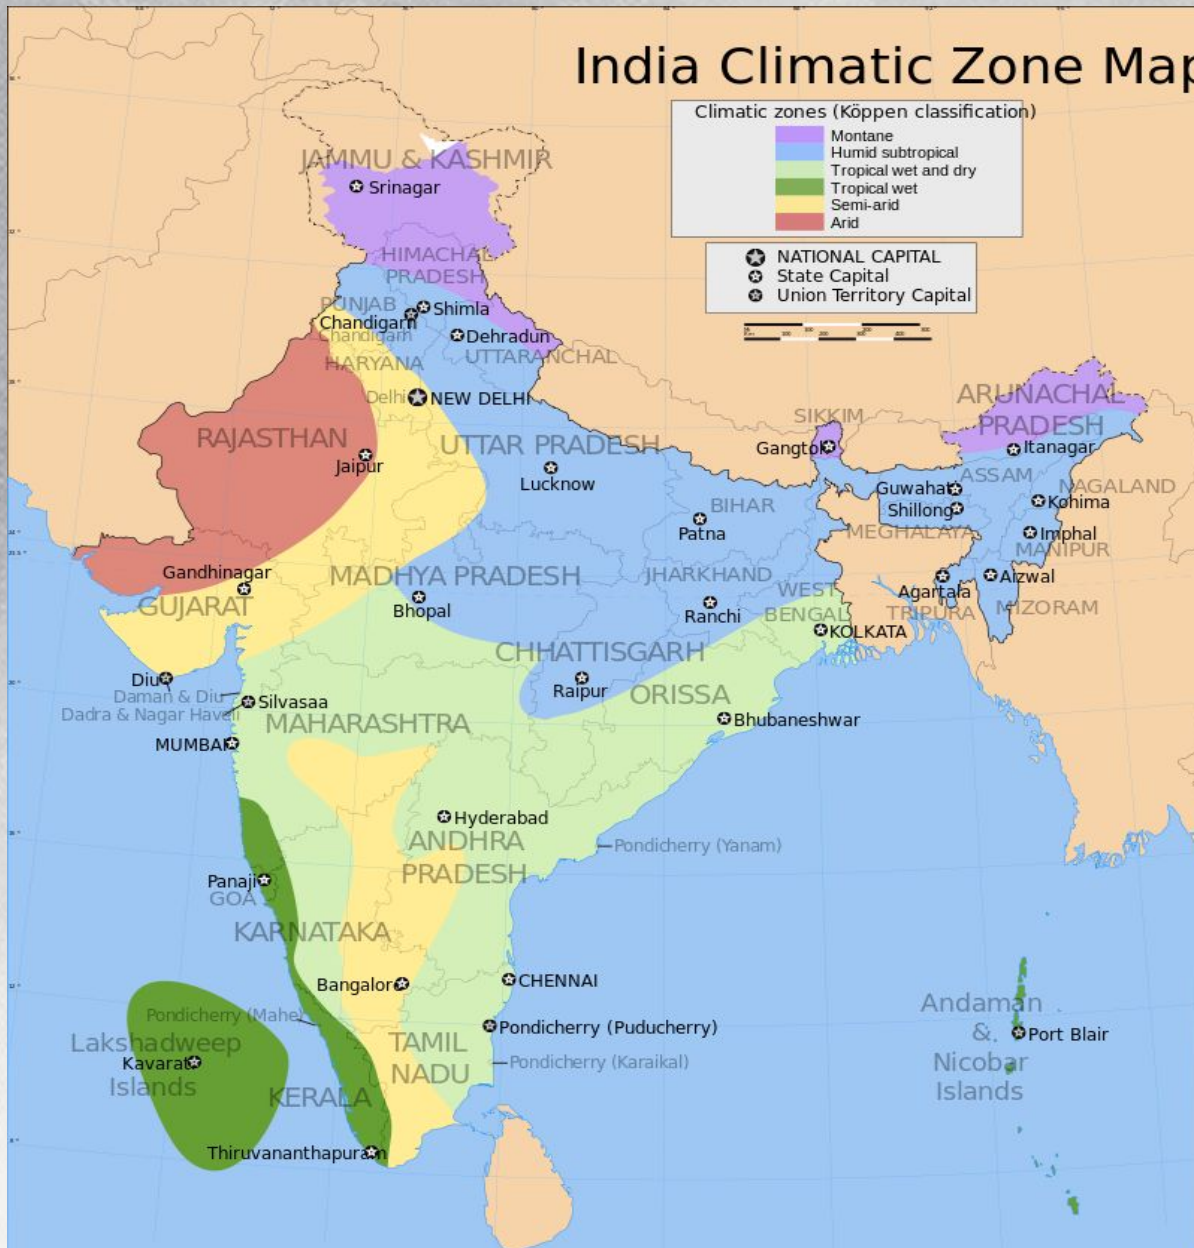 India Climatic Zone Map
Climatic zones (Köppen classification)
Montane
Humid subtropical
Tropical wet and dry
Tropical wet
Semi-arid
Arid
NATIONAL CAPITAL
State Capital
Union Territory Capital
JAMMU & KASHMIR
Srinagar
HIMACHAL
PRADESH
PUNJAB
Shimla
Chandigarh
Chandigarh
Dehradun
UTTARANCHAL
HARYANA
Delhi
NEW DELHI
ARUNACHAL
PRADESH
SIKKIM
Gangtok
Itanagar
RAJASTHAN
Jaipur
UTTAR PRADESH
Lucknow
ASSAM
NAGALAND
Guwahati
Kohima
Shillong
BIHAR
Patna
MEGHALAYA
Imphal
MANIPUR
Gandhinagar
GUJARAT
MADHYA PRADESH
Bhopal
JHARKHAND
Ranchi
WEST
BENGAL
Agartala
TRIPURA
Aizwal
MIZORAM
KOLKATA
CHHATTISGARH
Raipur
ORISSA
Diu
Daman & Diu
Dadra & Nagar Haveli
Silvasaa
MAHARASHTRA
Bhubaneshwar
MUMBAI
Hyderabad
ANDHRA
PRADESH
Pondicherry (Yanam)
Panaji
GOA
KARNATAKA
Bangalore
CHENNAI
Pondicherry (Mahe)
Pondicherry (Puducherry)
Lakshadweep
Islands
Kavarati
TAMIL
NADU
Pondicherry (Karaikal)
KERALA
Thiruvananthapuram
Andaman
&
Nicobar
Islands
Port Blair